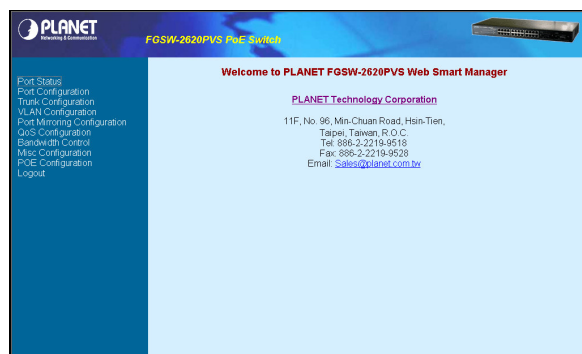 PLANET
Networking & Communication
FGSW-2620PVS PoE Switch
Port Status
Port Configuration
Trunk Configuration
VLAN Configuration
Port Mirroring Configuration
QoS Configuration
Bandwidth Control
Misc Configuration
POE Configuration
Logout
Welcome to PLANET FGSW-2620PVS Web Smart Manager
PLANET Technology Corporation
11F, No. 96, Min-Chuan Road, Hsin-Tien,
Taipei, Taiwan, R.O.C.
Tel: 886-2-2219-9518
Fax: 886-2-2219-9528
Email: Sales@planet.com.tw